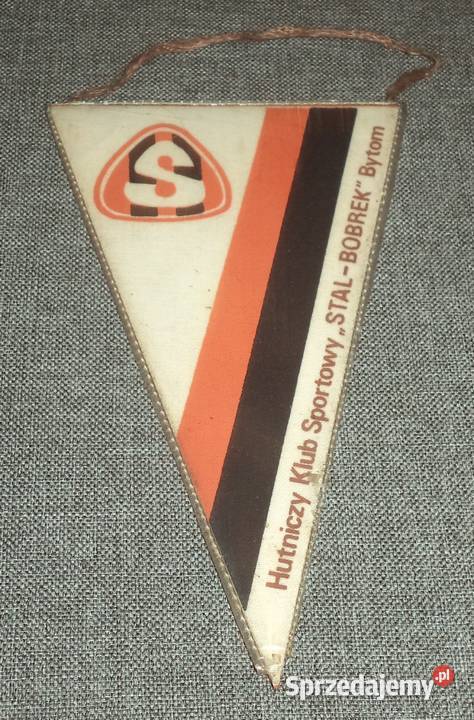 S
Hutniczy Klub Sportowy „STAL-BOBREK” Bytom
Sprzedajemy.pl